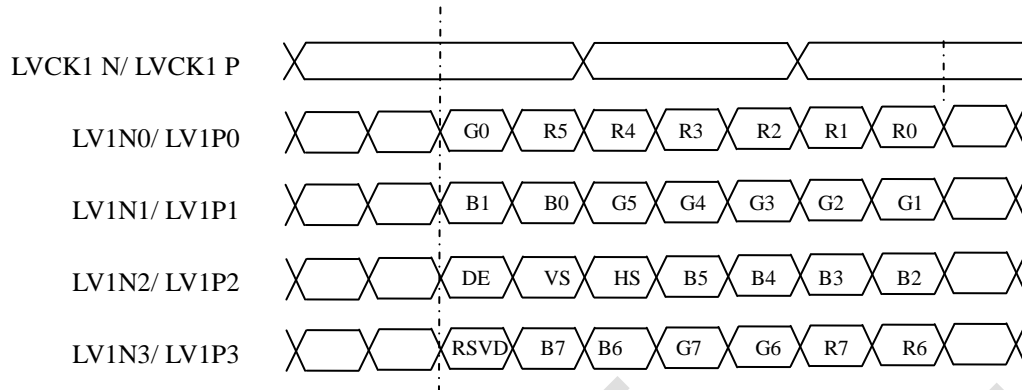 LVCK1 N/ LVCK1 P
LV1N0/ LV1P0 G0 R5 R4 R3 R2 R1 R0
LV1N1/ LV1P1 B1 B0 G5 G4 G3 G2 G1
LV1N2/ LV1P2 DE VS HS B5 B4 B3 B2
LV1N3/ LV1P3 RSVD B7 B6 G7 G6 R7 R6